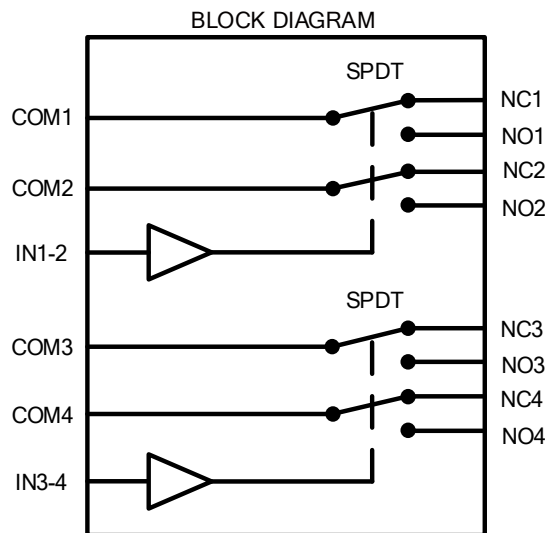 BLOCK DIAGRAM
SPDT
COM1
NC1
NO1
COM2
NC2
NO2
IN1-2
SPDT
COM3
NC3
NO3
COM4
NC4
NO4
IN3-4